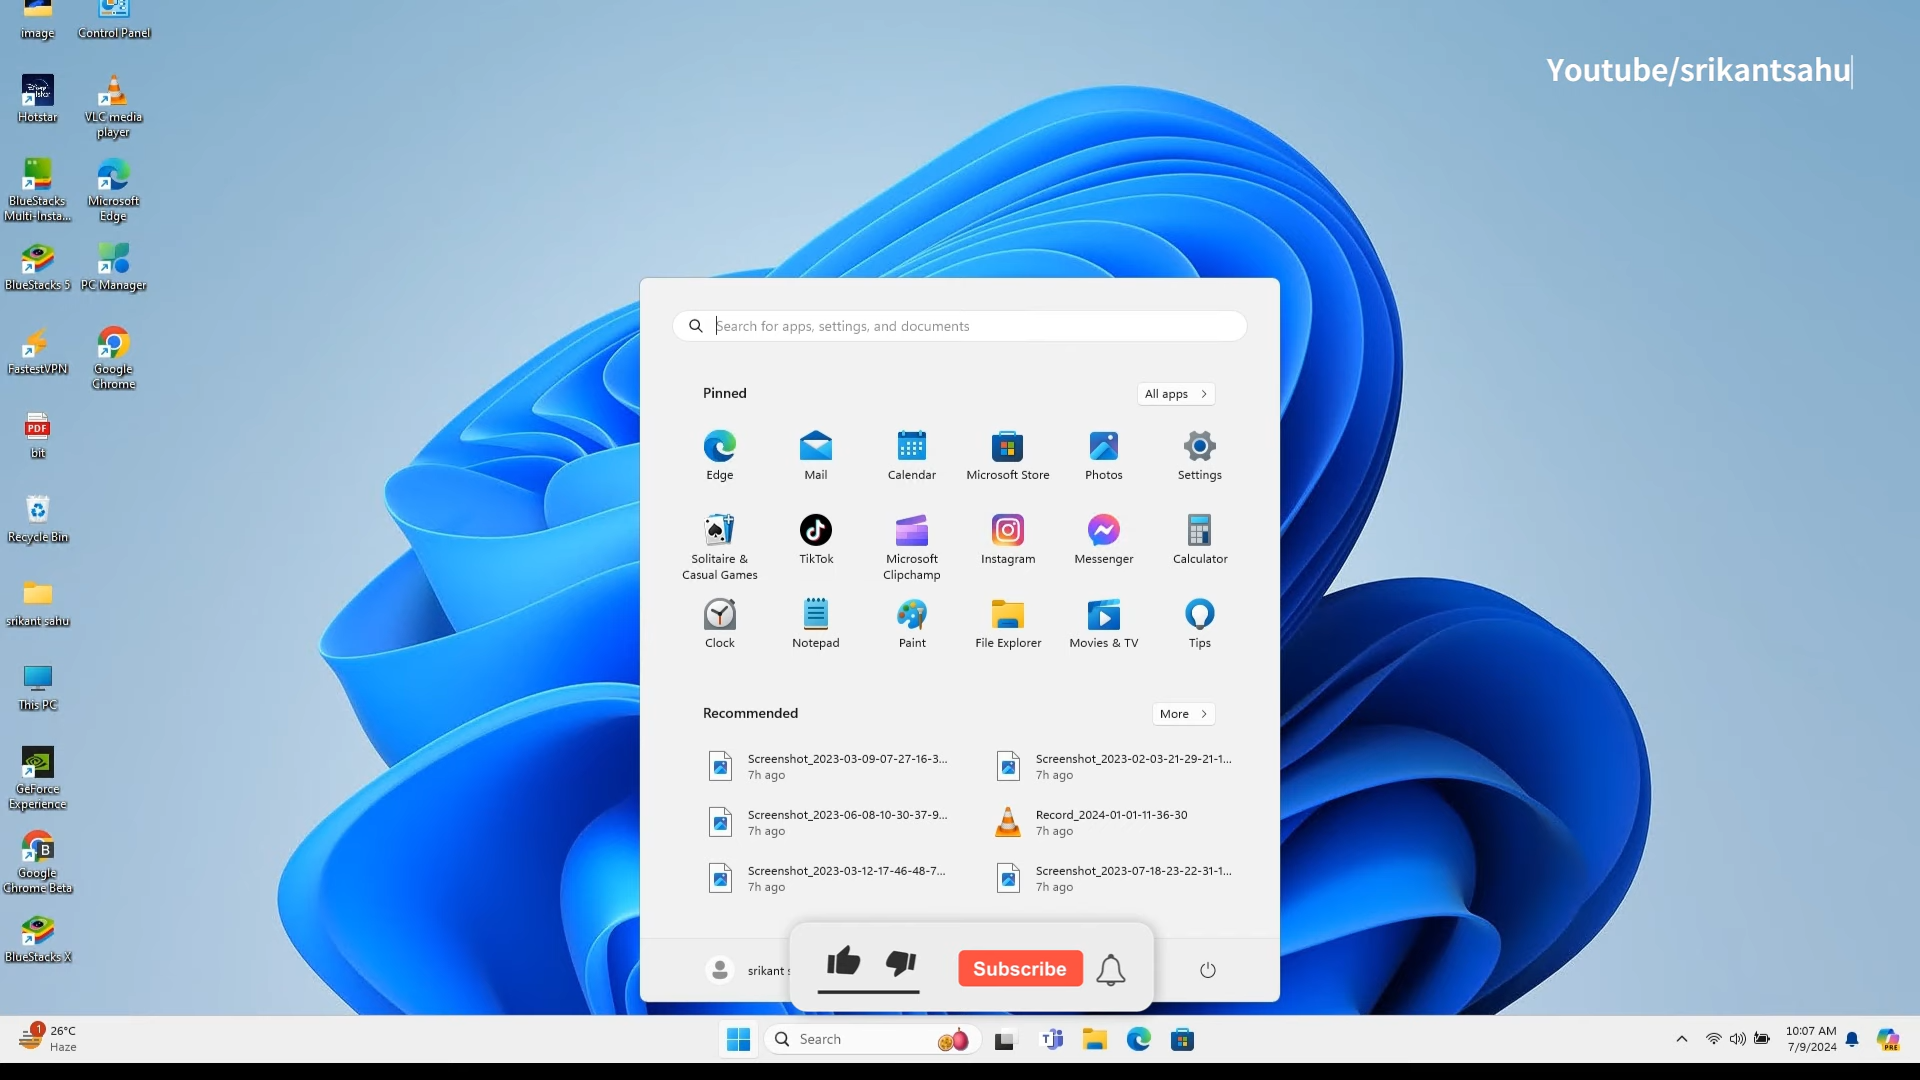 image
Control Panel
Youtube/srikantsahu
Hotstar
VLC media
player
BlueStacks
Multi-Insta...
Microsoft
Edge
BlueStacks 5
PC Manager
FastestVPN
Google
Chrome
PDF
bit
Recycle Bin
srikant sahu
This PC
GeForce
Experience
B
Google
Chrome Beta
BlueStacks X
Search for apps, settings, and documents
Pinned
All apps
Edge
Mail
Calendar
Microsoft Store
Photos
Settings
Solitaire &
Casual Games
TikTok
Microsoft
Clipchamp
Instagram
Messenger
Calculator
Clock
Notepad
Paint
File Explorer
Movies & TV
Tips
Recommended
More
Screenshot_2023-03-09-07-27-16-3...
7h ago
Screenshot_2023-02-03-21-29-21-1...
7h ago
Screenshot_2023-06-08-10-30-37-9...
7h ago
Record_2024-01-01-11-36-30
7h ago
Screenshot_2023-03-12-17-46-48-7...
7h ago
Screenshot_2023-07-18-23-22-31-1...
7h ago
srikant s
Subscribe
1
26°C
Haze
Search
10:07 AM
7/9/2024
PRE